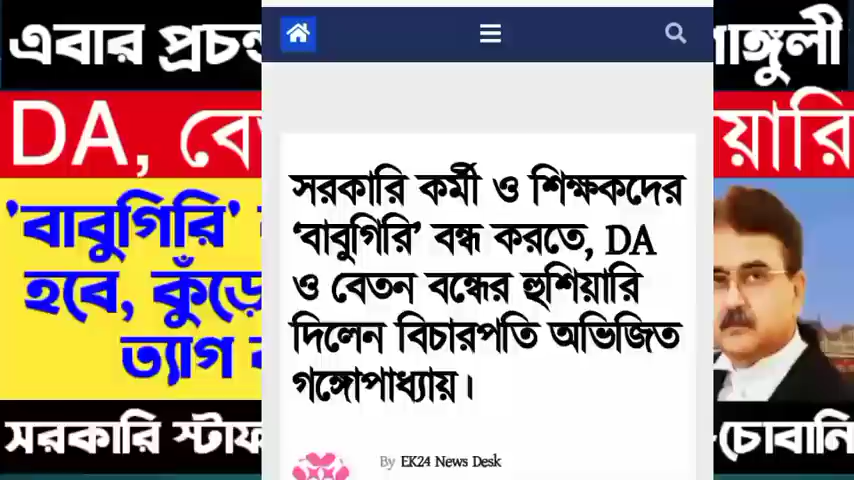 এবার
াঙ্গুলী
DA,
য়ারি
'বাবুগিরি'
হবে,
ত্যাগ
সরকারি স্টাফ
-চোবানি
সরকারি কর্মী ও শিক্ষকদের
‘বাবুগিরি’ বন্ধ করতে, DA
ও বেতন বন্ধের হুশিয়ারি
দিলেন বিচারপতি অভিজিত
গঙ্গোপাধ্যায়।
By EK24 News Desk